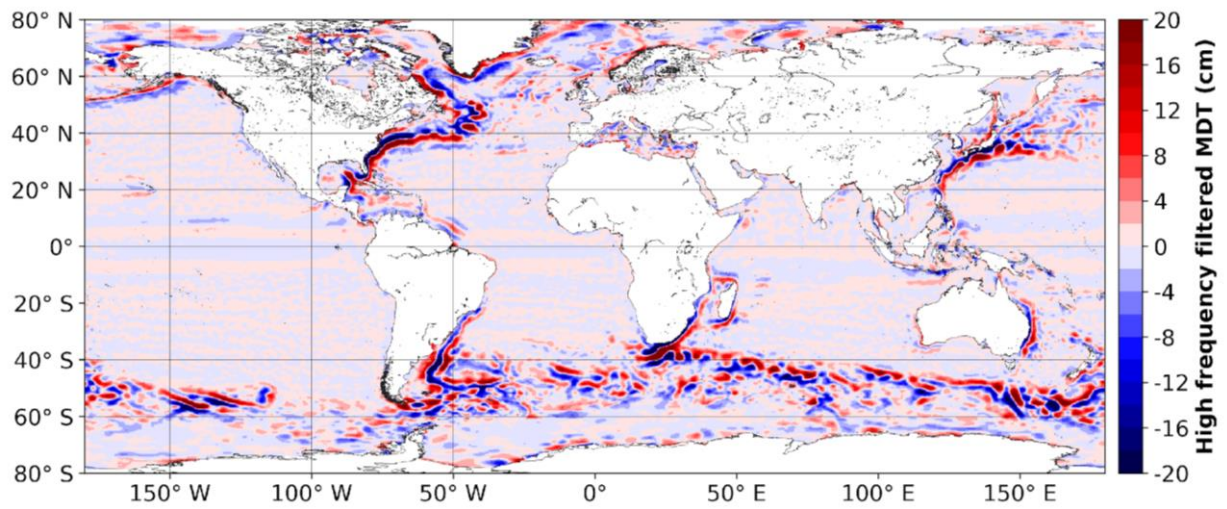 80° N
60° N
40° N
20° N
0°
20° S
40° S
60° S
80° S
150° W
100° W
50° W
0°
50° E
100° E
150° E
20
16
12
8
4
0
-4
-8
-12
-16
-20
High frequency filtered MDT (cm)